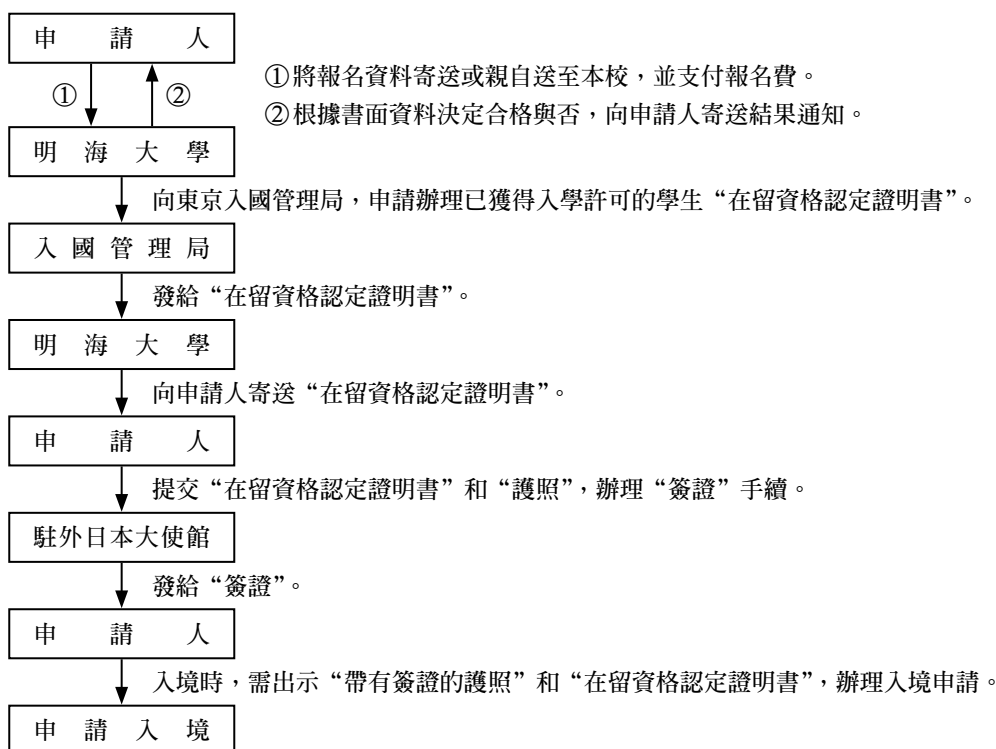 申請人
①將報名資料寄送或親自送至本校，並支付報名費。
① ②
②根據書面資料決定合格與否，向申請人寄送結果通知。
明海大學
向東京入國管理局，申請辦理已獲得入學許可的學生“在留資格認定證明書”。
入國管理局
發給“在留資格認定證明書”。
明海大學
向申請人寄送“在留資格認定證明書”。
申請人
提交“在留資格認定證明書”和“護照”，辦理“簽證”手續。
駐外日本大使館
發給“簽證”。
申請人
入境時，需出示“帶有簽證的護照”和“在留資格認定證明書”，辦理入境申請。
申請入境